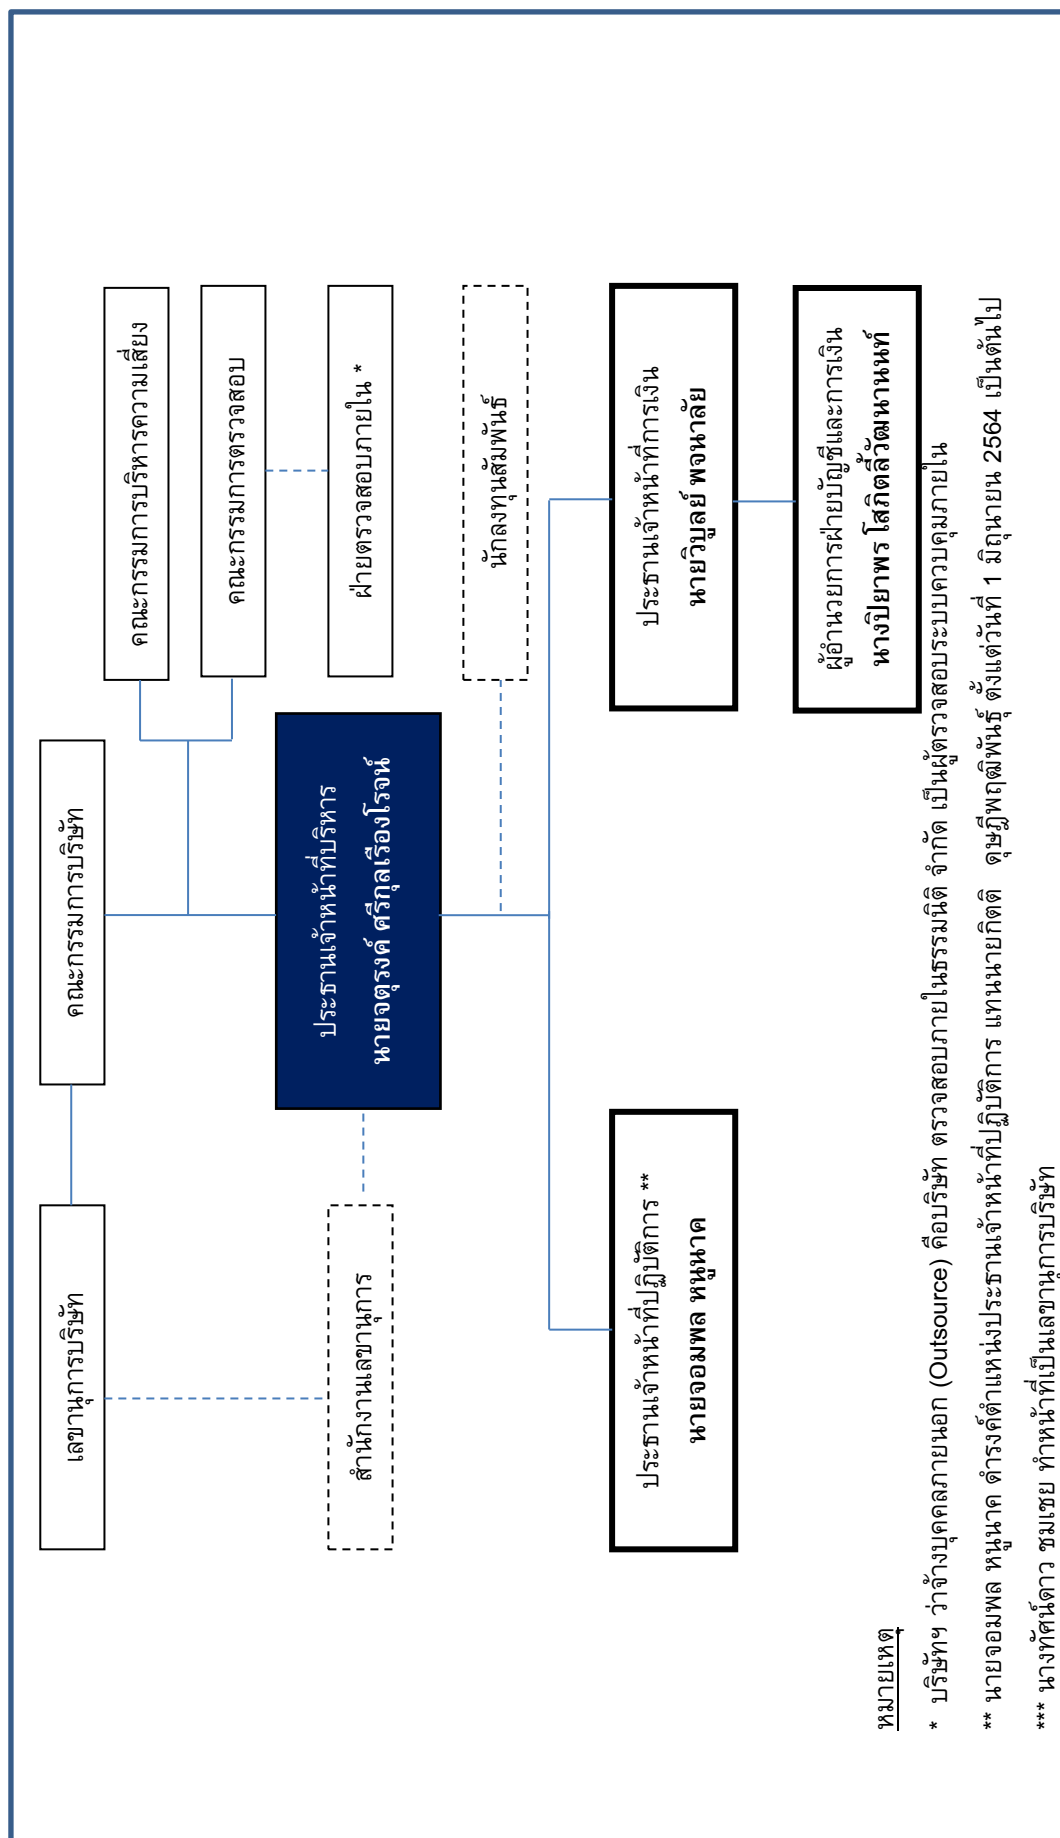 เลขานุการบริษัท
คณะกรรมการบริษัท
คณะกรรมการบริหารความเสี่ยง
คณะกรรมการตรวจสอบ
ฝ่ายตรวจสอบภายใน *
ประธานเจ้าหน้าที่บริหาร
นายจตุรงค์ ศรีกุลเรืองโรจน์
สำนักงานเลขานุการ
นักลงทุนสัมพันธ์
ประธานเจ้าหน้าที่ปฏิบัติการ **
นายจอมพล หนูนาค
ประธานเจ้าหน้าที่การเงิน
นายวิบูลย์ พจนาลัย
ผู้อำนวยการฝ่ายบัญชีและการเงิน
นางปิยาพร โสภิตต์วัฒนานนท์
หมายเหตุ
* บริษัทฯ ว่าจ้างบุคคลภายนอก (Outsource) คือบริษัท ตรวจสอบภายในธรรมนิติ จำกัด เป็นผู้ตรวจสอบระบบควบคุมภายใน
** นายจอมพล หนูนาค ดำรงค์ตำแหน่งประธานเจ้าหน้าที่ปฏิบัติการ แทนนายกิตติ ดุษฎีพฤฒิพันธุ์ ตั้งแต่วันที่ 1 มิถุนายน 2564 เป็นต้นไป
*** นางทัศน์ดาว ชมเชย ทำหน้าที่เป็นเลขานุการบริษัท